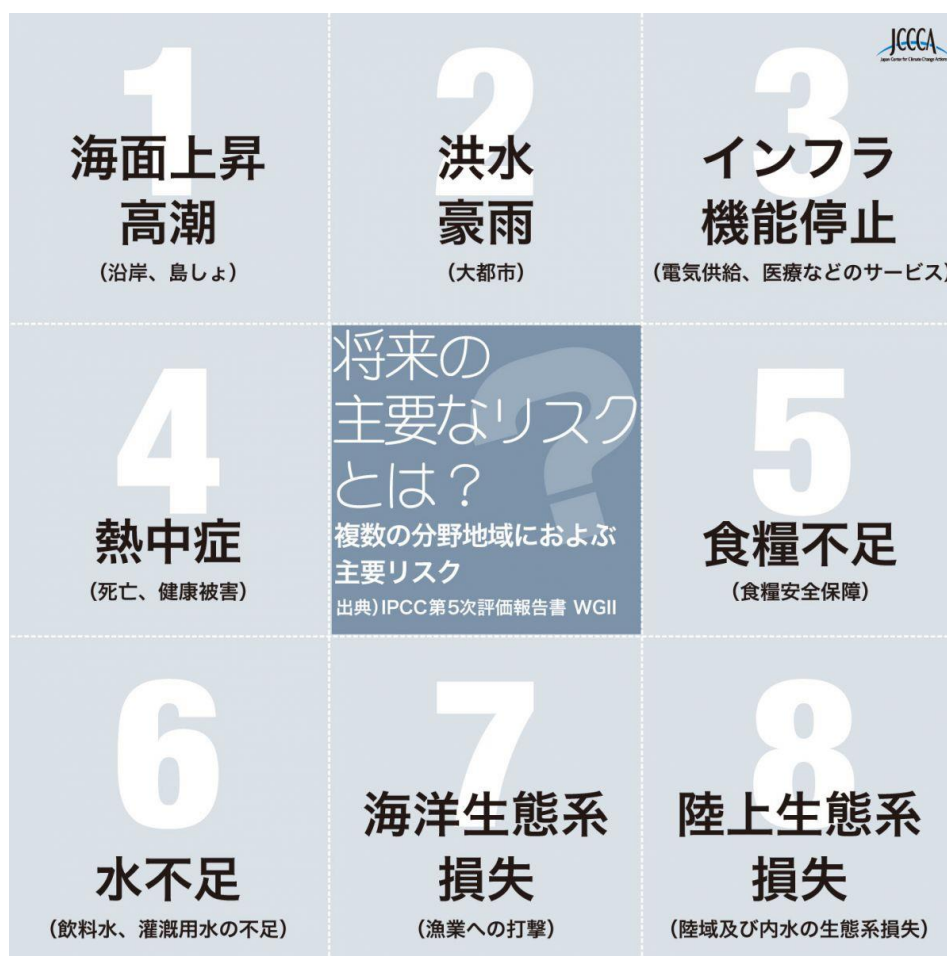 JCCCA
Japan Center for Climate Change Actions
1
海面上昇
高潮
（沿岸、島しょ）
2
洪水
豪雨
（大都市）
3
インフラ
機能停止
（電気供給、医療などのサービス）
4
熱中症
（死亡、健康被害）
将来の
主要なリスク
とは？
?
複数の分野地域におよぶ
主要リスク
出典）IPCC第5次評価報告書 WGII
5
食糧不足
（食糧安全保障）
6
水不足
（飲料水、灌漑用水の不足）
7
海洋生態系
損失
（漁業への打撃）
8
陸上生態系
損失
（陸域及び内水の生態系損失）